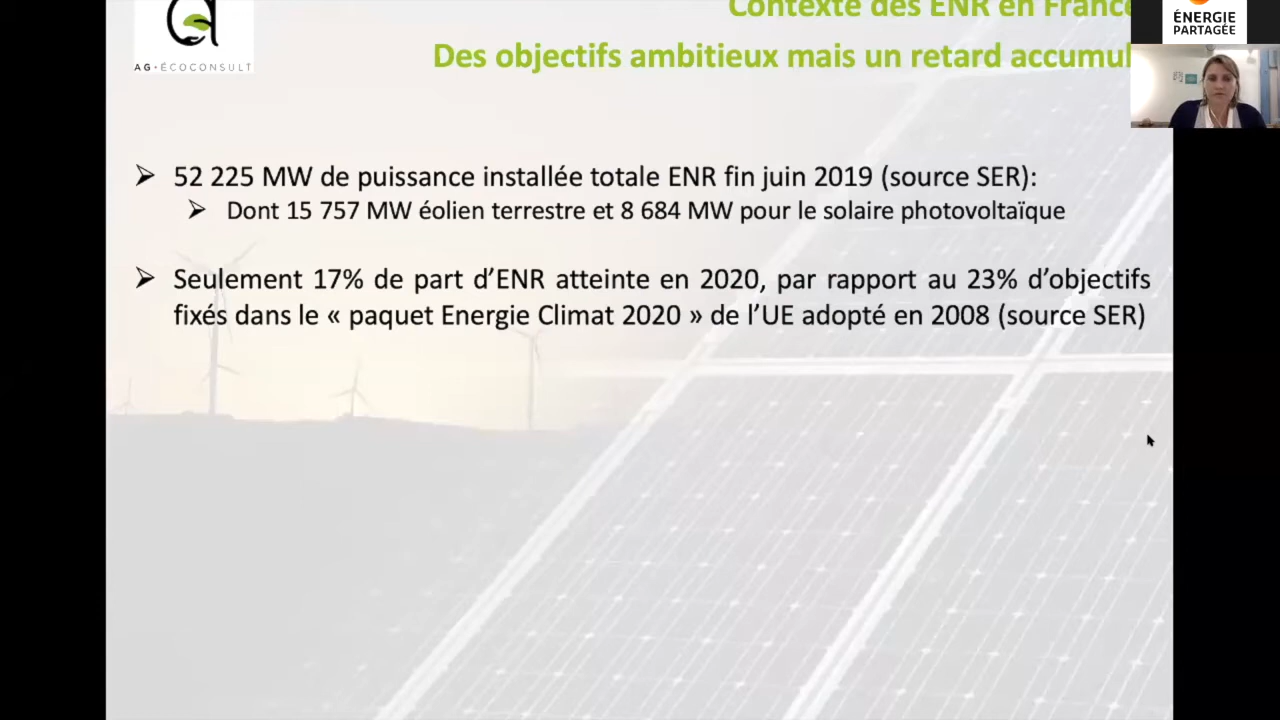 Contexte des ENR en France
Des objectifs ambitieux mais un retard accumul
AG·ÉCOCONSULT
ÉNERGIE
PARTAGÉE
➢ 52 225 MW de puissance installée totale ENR fin juin 2019 (source SER):
➢ Dont 15 757 MW éolien terrestre et 8 684 MW pour le solaire photovoltaïque
➢ Seulement 17% de part d’ENR atteinte en 2020, par rapport au 23% d’objectifs
fixés dans le « paquet Energie Climat 2020 » de l’UE adopté en 2008 (source SER)